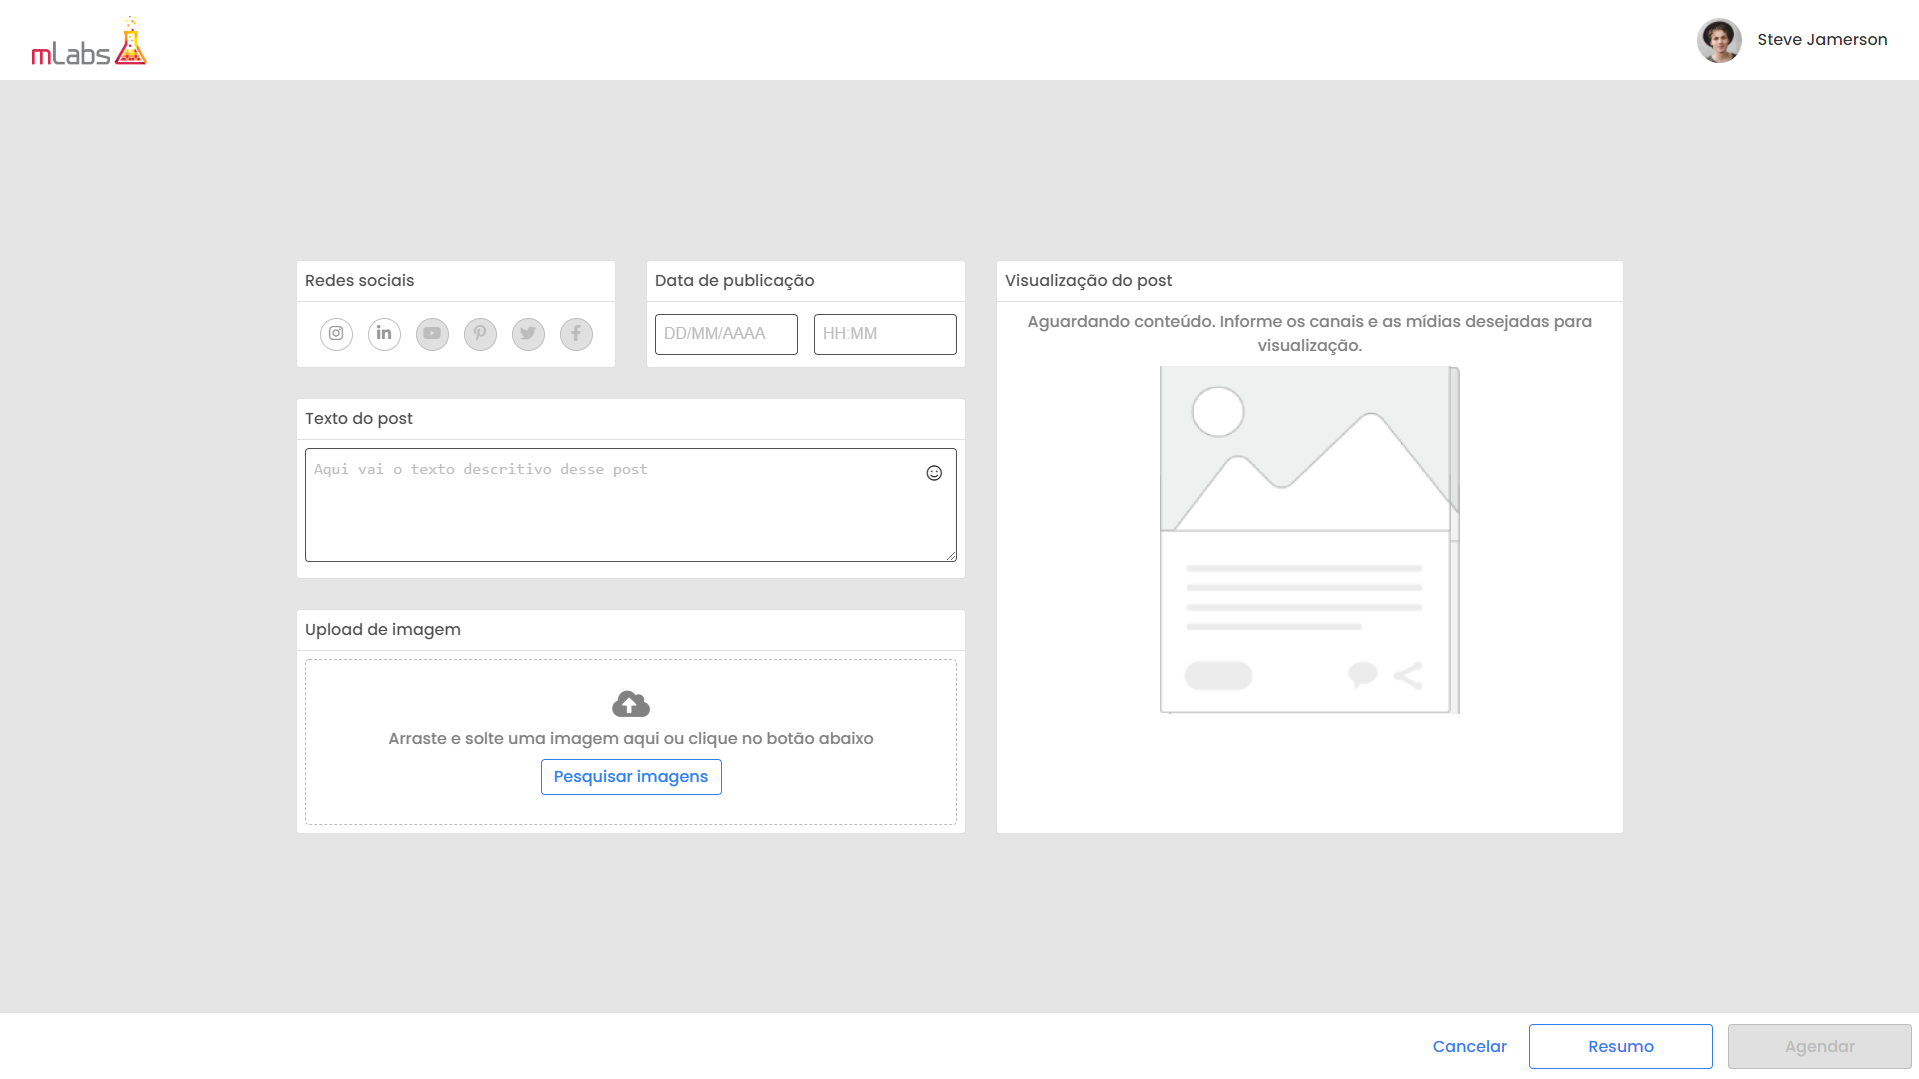 mLabs
Steve Jamerson
Redes sociais
Data de publicação
DD/MM/AAAA
HH:MM
Texto do post
Aqui vai o texto descritivo desse post
Upload de imagem
Arraste e solte uma imagem aqui ou clique no botão abaixo
Pesquisar imagens
Visualização do post
Aguardando conteúdo. Informe os canais e as mídias desejadas para
visualização.
Cancelar
Resumo
Agendar